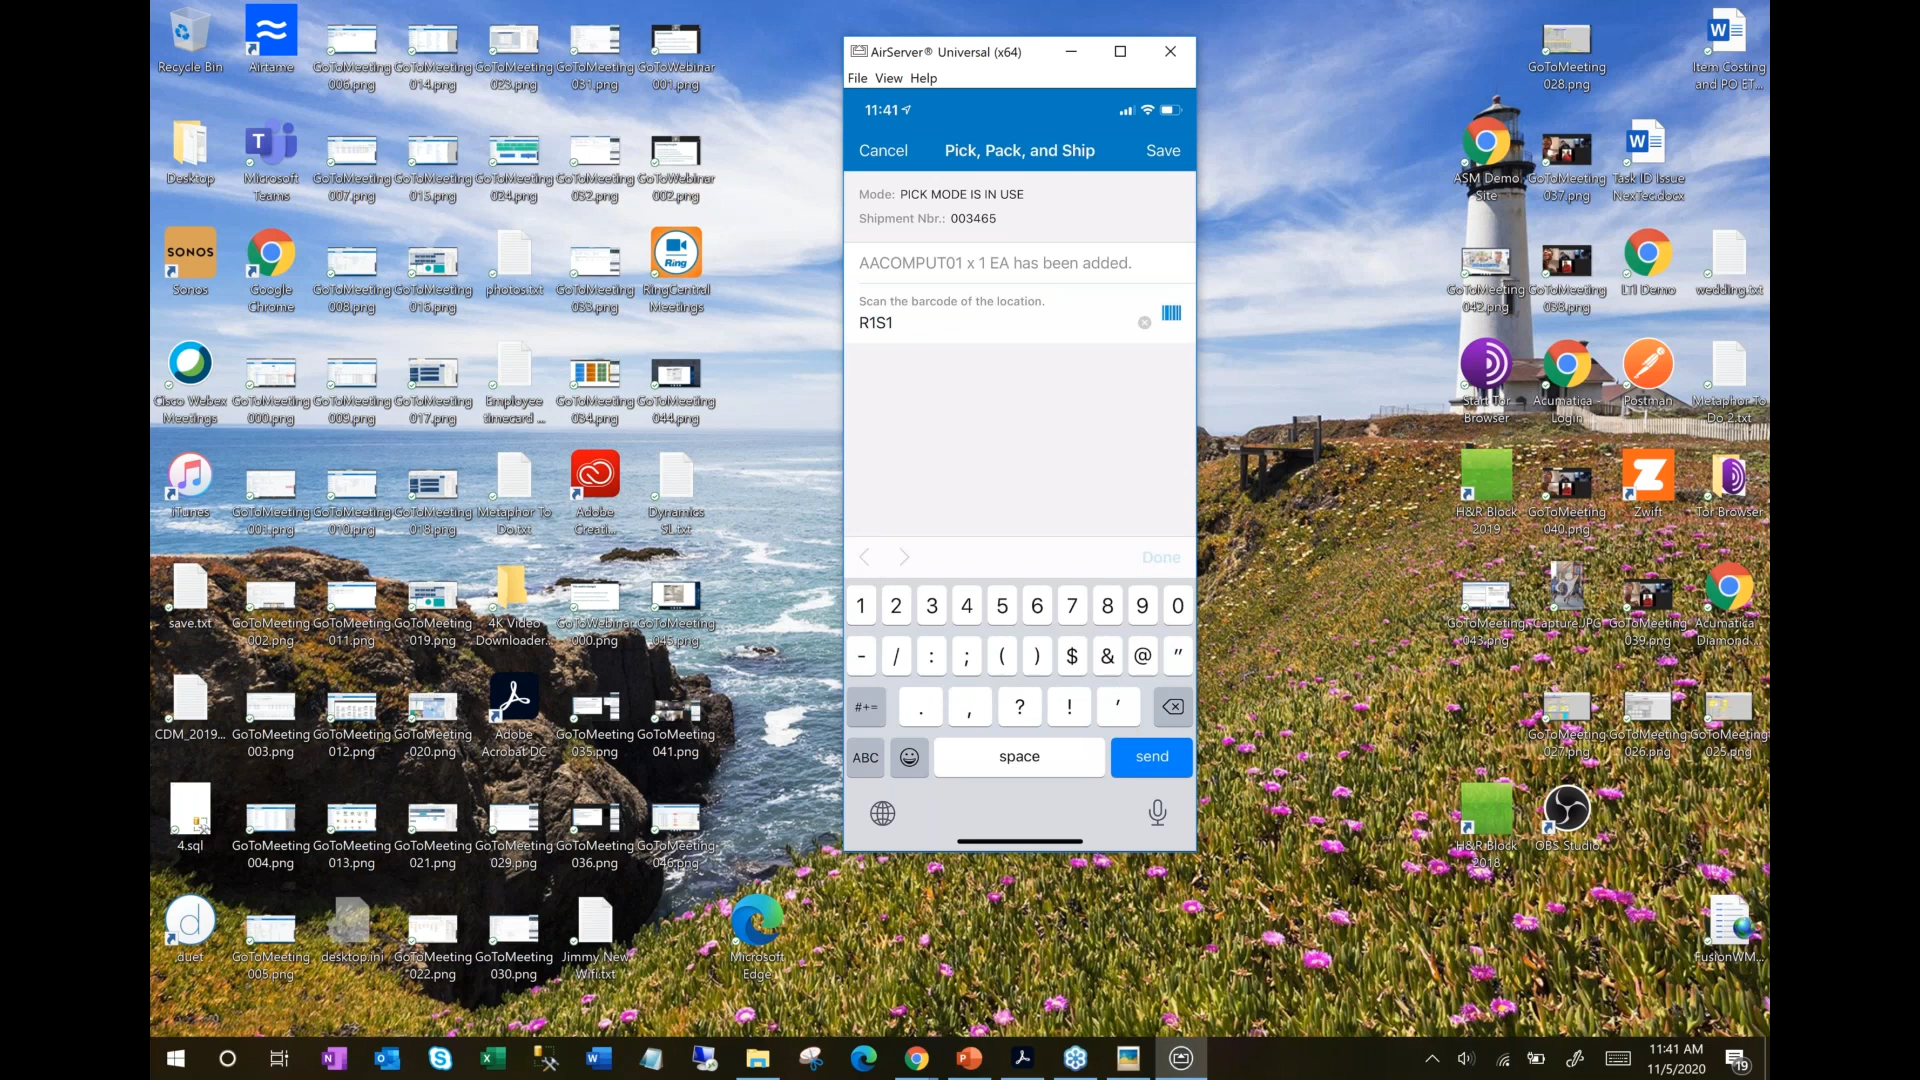 AirServer® Universal (x64)
File View Help
11:41
Cancel Pick, Pack, and Ship Save
Mode: PICK MODE IS IN USE
Shipment Nbr.: 003465
AACOMPUT01 x 1 EA has been added.
Scan the barcode of the location.
R1S1
Done
1 2 3 4 5 6 7 8 9 0
- / : ; ( ) $ & @ "
#+= . , ? ! '
ABC space send
Recycle Bin
Airtame
GoToMeeting 006.png
GoToMeeting 014.png
GoToMeeting 023.png
GoToMeeting 031.png
GoToWebinar 001.png
Desktop
Microsoft Teams
GoToMeeting 007.png
GoToMeeting 015.png
GoToMeeting 024.png
GoToMeeting 032.png
GoToWebinar 002.png
SONOS
Sonos
Google Chrome
GoToMeeting 008.png
GoToMeeting 016.png
photos.txt
GoToMeeting 033.png
Ring
RingCentral Meetings
Cisco Webex Meetings
GoToMeeting 000.png
GoToMeeting 009.png
GoToMeeting 017.png
Employee timecard ...
GoToMeeting 034.png
GoToMeeting 044.png
iTunes
GoToMeeting 001.png
GoToMeeting 010.png
GoToMeeting 018.png
Metaphor To Do.txt
Adobe Creati...
Dynamics SL.txt
save.txt
GoToMeeting 002.png
GoToMeeting 011.png
GoToMeeting 019.png
4K Video Downloader...
GoToWebinar 000.png
GoToMeeting 045.png
CDM_2019...
GoToMeeting 003.png
GoToMeeting 012.png
GoToMeeting 020.png
Adobe Acrobat DC
GoToMeeting 035.png
GoToMeeting 041.png
4.sql
GoToMeeting 004.png
GoToMeeting 013.png
GoToMeeting 021.png
GoToMeeting 029.png
GoToMeeting 036.png
GoToMeeting 046.png
duet
GoToMeeting 005.png
desktop.ini
GoToMeeting 022.png
GoToMeeting 030.png
Jimmy New Wifi.txt
Microsoft Edge
GoToMeeting 028.png
Item Costing and PO ET...
ASM Demo Site
GoToMeeting 037.png
Task ID Issue NexTec.docx
GoToMeeting 042.png
GoToMeeting 038.png
LTI Demo
wedding.txt
Start Tor Browser
Acumatica - Login
Postman
Metaphor To Do 2.txt
H&R Block 2019
GoToMeeting 040.png
Zwift
Tor Browser
GoToMeeting 043.png
Capture.JPG
GoToMeeting 039.png
Acumatica Diamond...
GoToMeeting 027.png
GoToMeeting 026.png
GoToMeeting 025.png
H&R Block 2018
OBS Studio
FusionWM...
11:41 AM
11/5/2020
19